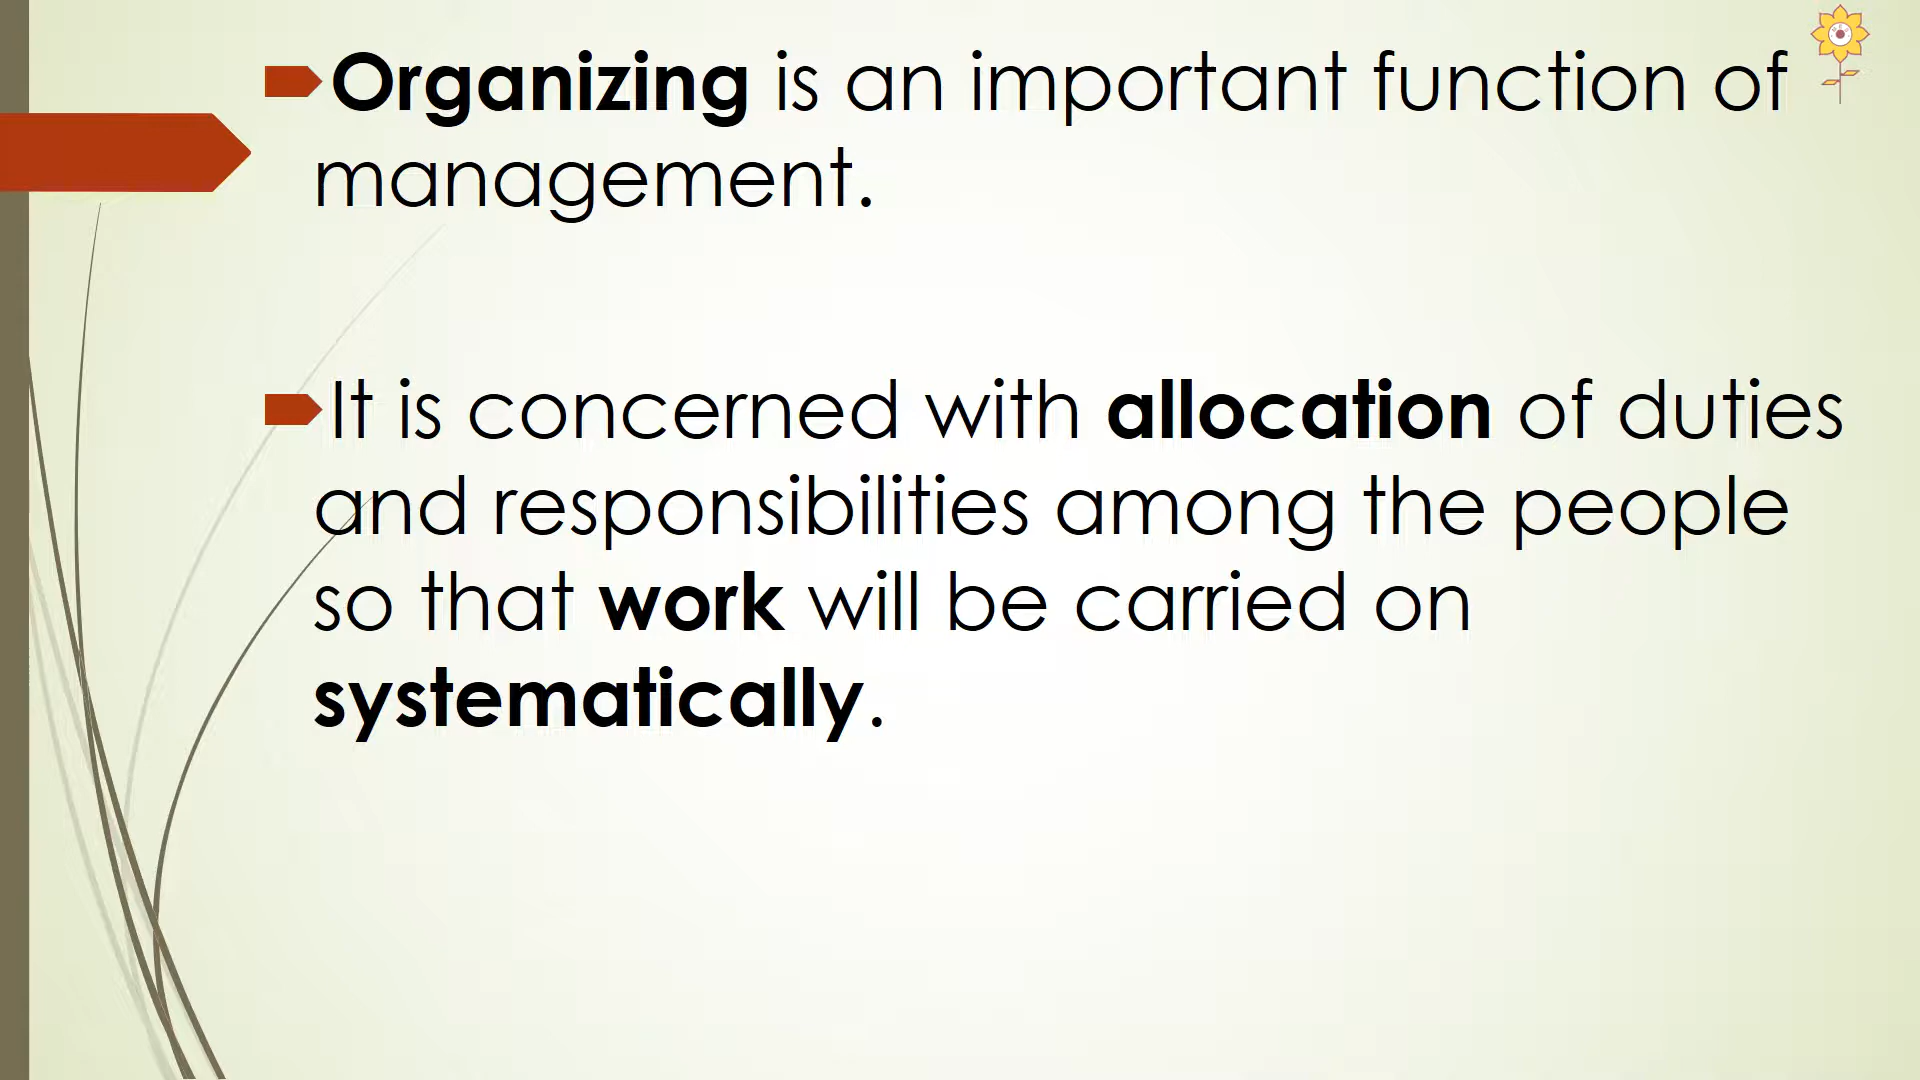 Organizing is an important function of
management.
It is concerned with allocation of duties
and responsibilities among the people
so that work will be carried on
systematically.